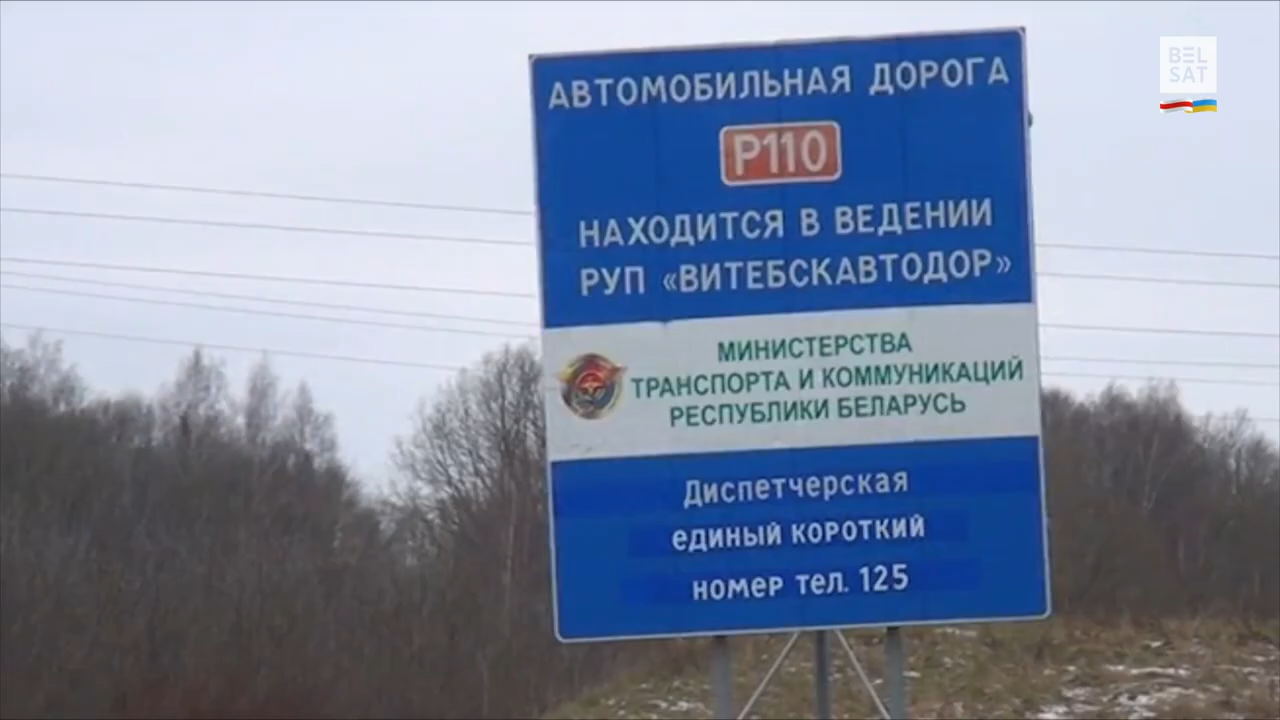 BEL
SAT
АВТОМОБИЛЬНАЯ ДОРОГА
Р110
НАХОДИТСЯ В ВЕДЕНИИ
РУП «ВИТЕБСКАВТОДОР»
МИНИСТЕРСТВА
ТРАНСПОРТА И КОММУНИКАЦИЙ
РЕСПУБЛИКИ БЕЛАРУСЬ
Диспетчерская
единый короткий
номер тел. 125